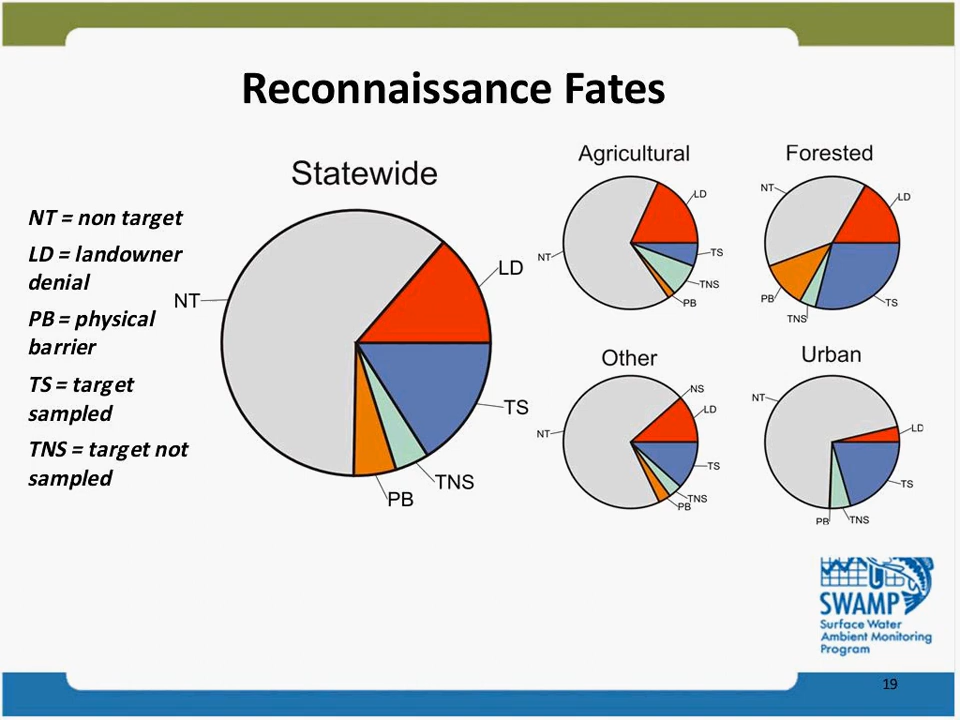 Reconnaissance Fates
NT = non target
LD = landowner
denial
PB = physical
barrier
TS = target
sampled
TNS = target not
sampled
Statewide
NT
LD
TS
TNS
PB
Agricultural
NT
LD
TS
TNS
PB
Forested
NT
LD
PB
TNS
TS
Other
NT
NS
LD
TS
TNS
PB
Urban
NT
LD
TS
PB
TNS
SWAMP
Surface Water
Ambient Monitoring
Program
19